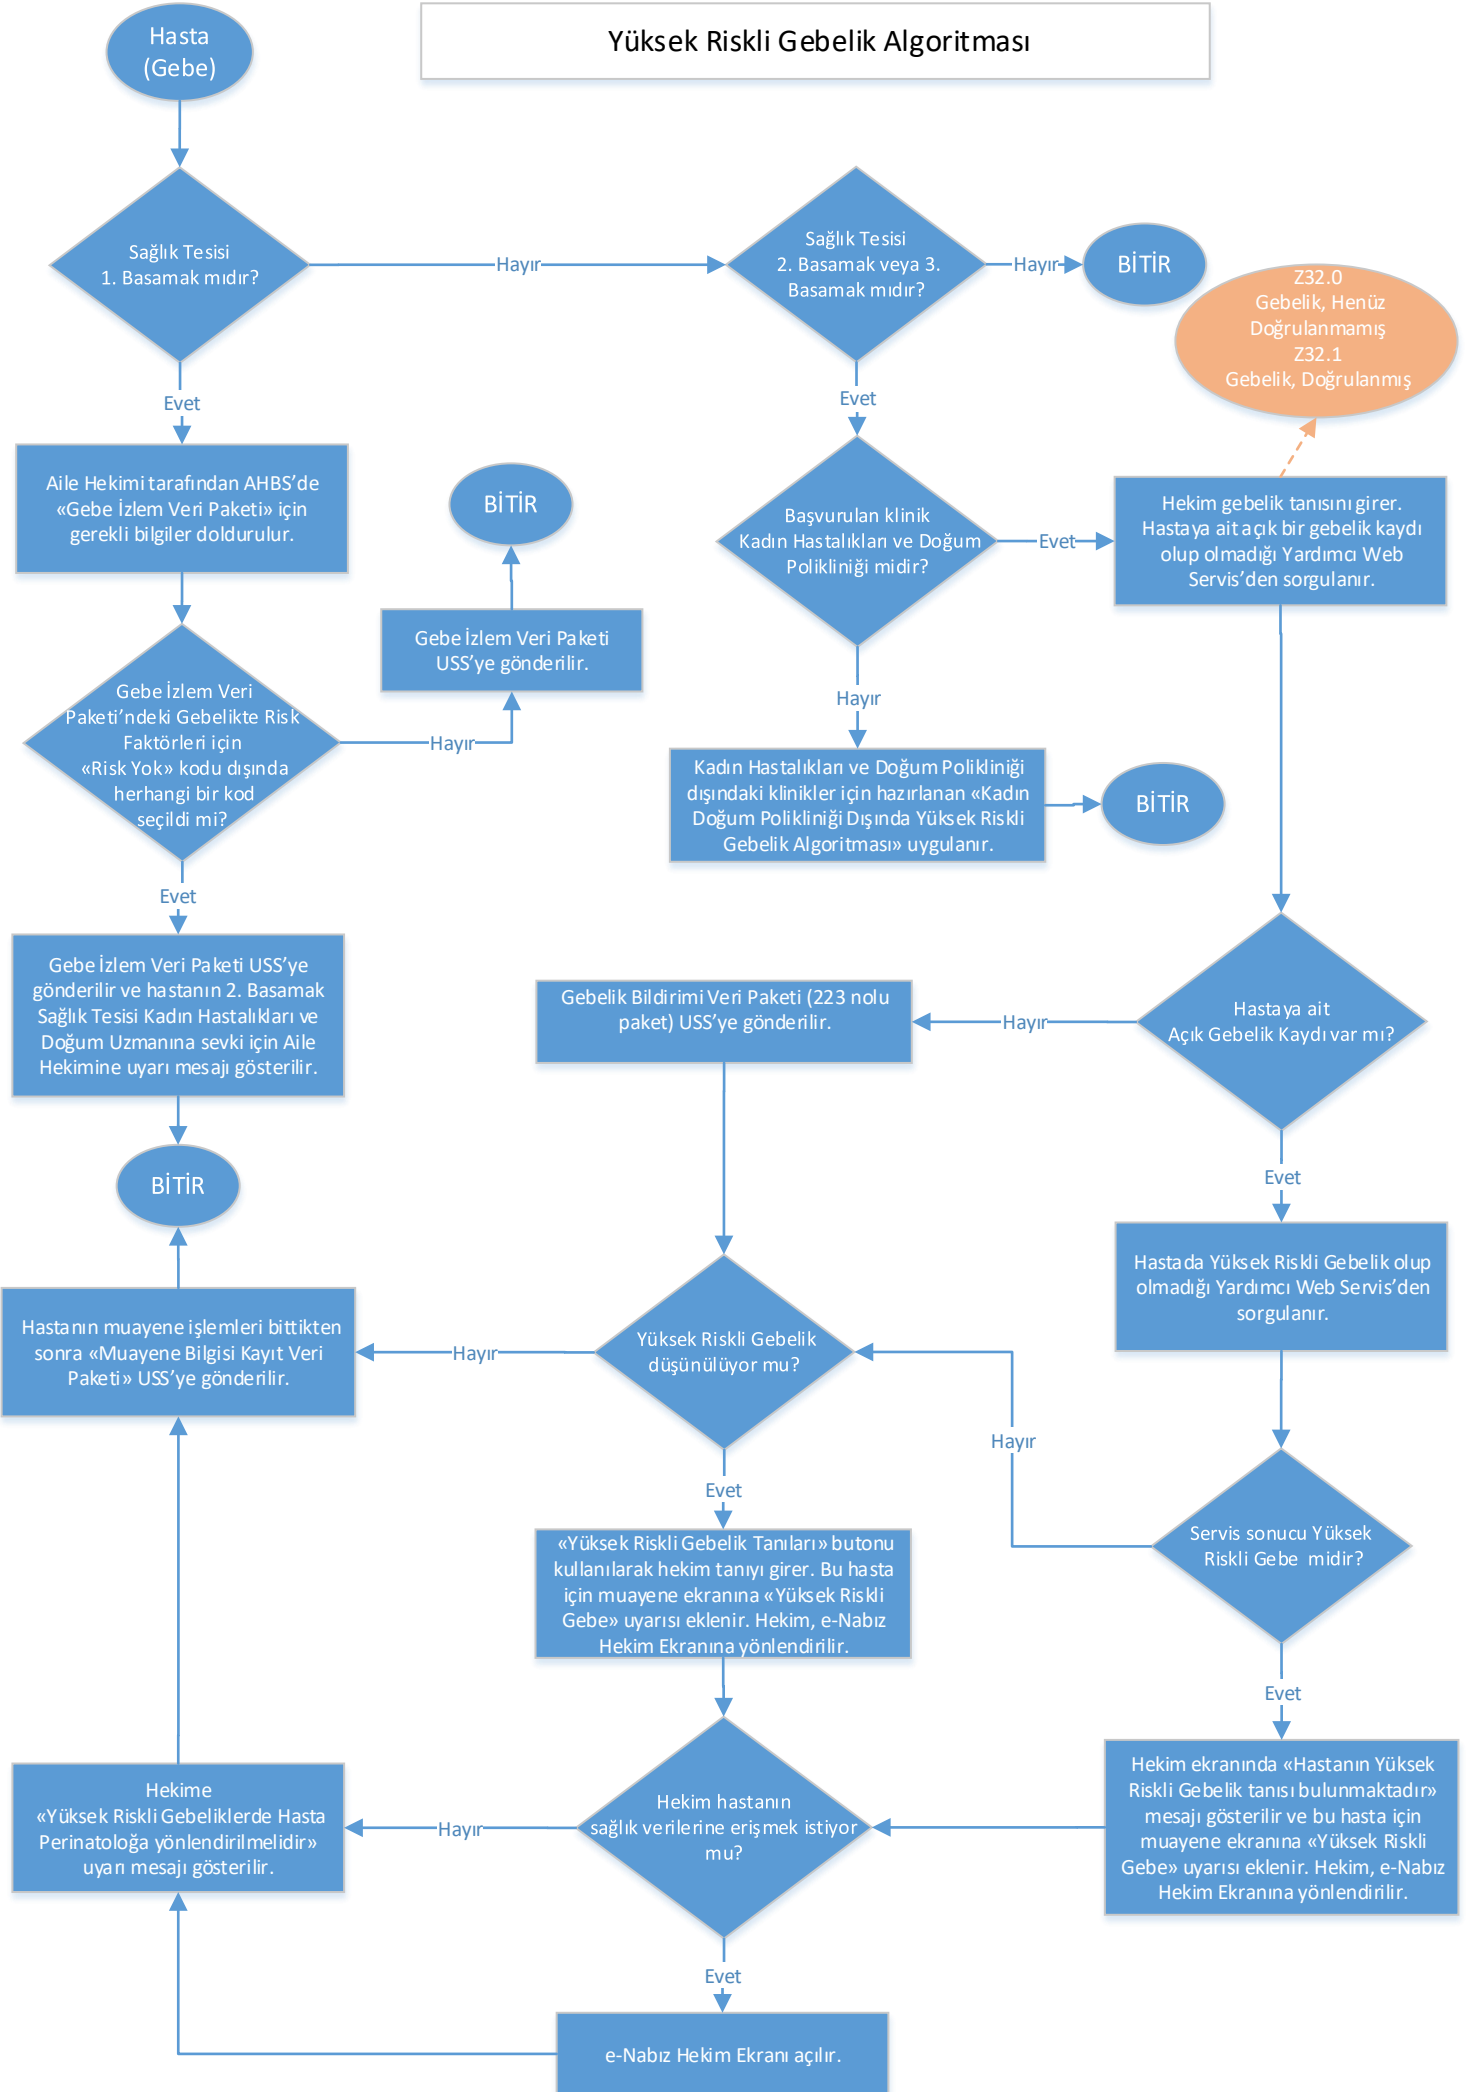 Hasta
(Gebe)
Yüksek Riskli Gebelik Algoritması
Sağlık Tesisi
1. Basamak mıdır?
Hayır
Sağlık Tesisi
2. Basamak veya 3.
Basamak mıdır?
Hayır
BİTİR
Z32.0
Gebelik, Henüz
Doğrulanmamış
Z32.1
Gebelik, Doğrulanmış
Evet
Evet
Aile Hekimi tarafından AHBS’de
«Gebe İzlem Veri Paketi» için
gerekli bilgiler doldurulur.
BİTİR
Başvurulan klinik
Kadın Hastalıkları ve Doğum
Polikliniği midir?
Evet
Hekim gebelik tanısını girer.
Hastaya ait açık bir gebelik kaydı
olup olmadığı Yardımcı Web
Servis’den sorgulanır.
Gebe İzlem Veri Paketi
USS’ye gönderilir.
Gebe İzlem Veri
Paketi’ndeki Gebelikte Risk
Faktörleri için
«Risk Yok» kodu dışında
herhangi bir kod
seçildi mi?
Hayır
Hayır
Kadın Hastalıkları ve Doğum Polikliniği
dışındaki klinikler için hazırlanan «Kadın
Doğum Polikliniği Dışında Yüksek Riskli
Gebelik Algoritması» uygulanır.
BİTİR
Evet
Gebe İzlem Veri Paketi USS’ye
gönderilir ve hastanın 2. Basamak
Sağlık Tesisi Kadın Hastalıkları ve
Doğum Uzmanına sevki için Aile
Hekimine uyarı mesajı gösterilir.
Gebelik Bildirimi Veri Paketi (223 nolu
paket) USS’ye gönderilir.
Hayır
Hastaya ait
Açık Gebelik Kaydı var mı?
BİTİR
Evet
Hastada Yüksek Riskli Gebelik olup
olmadığı Yardımcı Web Servis’den
sorgulanır.
Hastanın muayene işlemleri bittikten
sonra «Muayene Bilgisi Kayıt Veri
Paketi» USS’ye gönderilir.
Hayır
Yüksek Riskli Gebelik
düşünülüyor mu?
Hayır
Evet
Servis sonucu Yüksek
Riskli Gebe midir?
«Yüksek Riskli Gebelik Tanıları» butonu
kullanılarak hekim tanıyı girer. Bu hasta
için muayene ekranına «Yüksek Riskli
Gebe» uyarısı eklenir. Hekim, e-Nabız
Hekim Ekranına yönlendirilir.
Evet
Hekime
«Yüksek Riskli Gebeliklerde Hasta
Perinatoloğa yönlendirilmelidir»
uyarı mesajı gösterilir.
Hayır
Hekim hastanın
sağlık verilerine erişmek istiyor
mu?
Hekim ekranında «Hastanın Yüksek
Riskli Gebelik tanısı bulunmaktadır»
mesajı gösterilir ve bu hasta için
muayene ekranına «Yüksek Riskli
Gebe» uyarısı eklenir. Hekim, e-Nabız
Hekim Ekranına yönlendirilir.
Evet
e-Nabız Hekim Ekranı açılır.